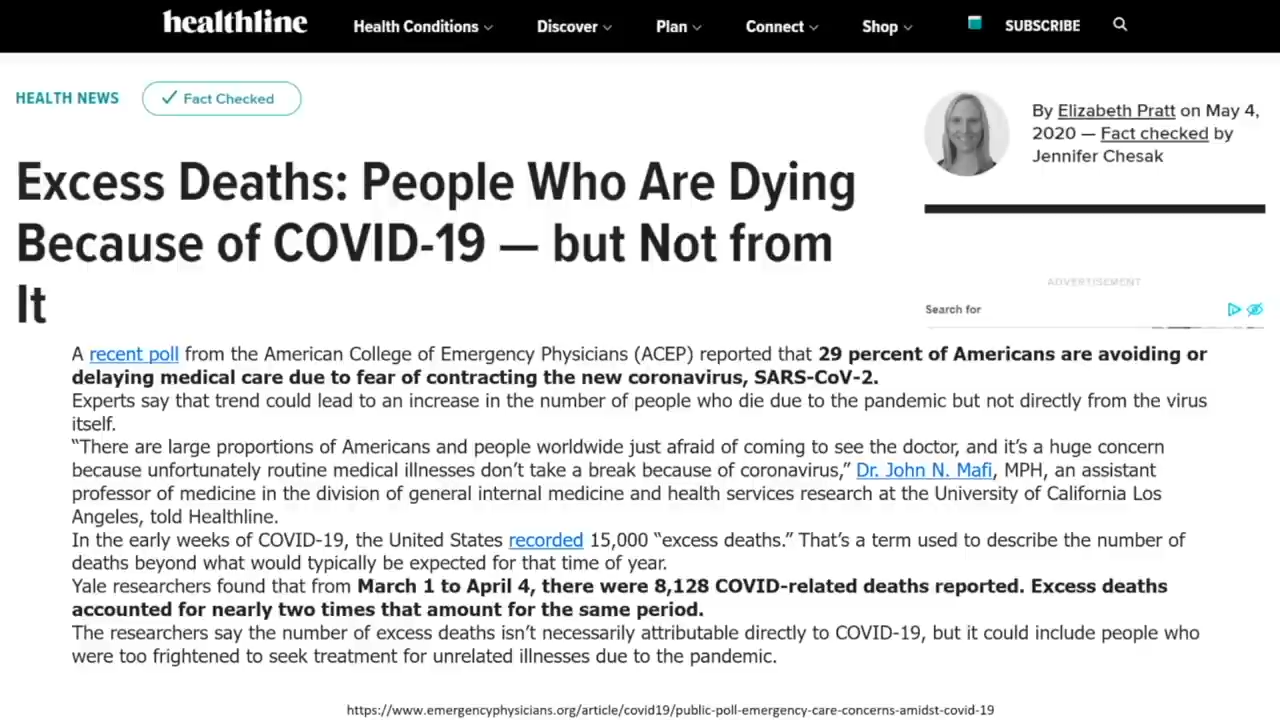 healthline
Health Conditions
Discover
Plan
Connect
Shop
SUBSCRIBE
HEALTH NEWS
Fact Checked
By Elizabeth Pratt on May 4,
2020 — Fact checked by
Jennifer Chesak
Excess Deaths: People Who Are Dying
Because of COVID-19 — but Not from
It
ADVERTISEMENT
Search for
A recent poll from the American College of Emergency Physicians (ACEP) reported that 29 percent of Americans are avoiding or
delaying medical care due to fear of contracting the new coronavirus, SARS-CoV-2.
Experts say that trend could lead to an increase in the number of people who die due to the pandemic but not directly from the virus
itself.
“There are large proportions of Americans and people worldwide just afraid of coming to see the doctor, and it’s a huge concern
because unfortunately routine medical illnesses don’t take a break because of coronavirus,” Dr. John N. Mafi, MPH, an assistant
professor of medicine in the division of general internal medicine and health services research at the University of California Los
Angeles, told Healthline.
In the early weeks of COVID-19, the United States recorded 15,000 “excess deaths.” That’s a term used to describe the number of
deaths beyond what would typically be expected for that time of year.
Yale researchers found that from March 1 to April 4, there were 8,128 COVID-related deaths reported. Excess deaths
accounted for nearly two times that amount for the same period.
The researchers say the number of excess deaths isn’t necessarily attributable directly to COVID-19, but it could include people who
were too frightened to seek treatment for unrelated illnesses due to the pandemic.
https://www.emergencyphysicians.org/article/covid19/public-poll-emergency-care-concerns-amidst-covid-19